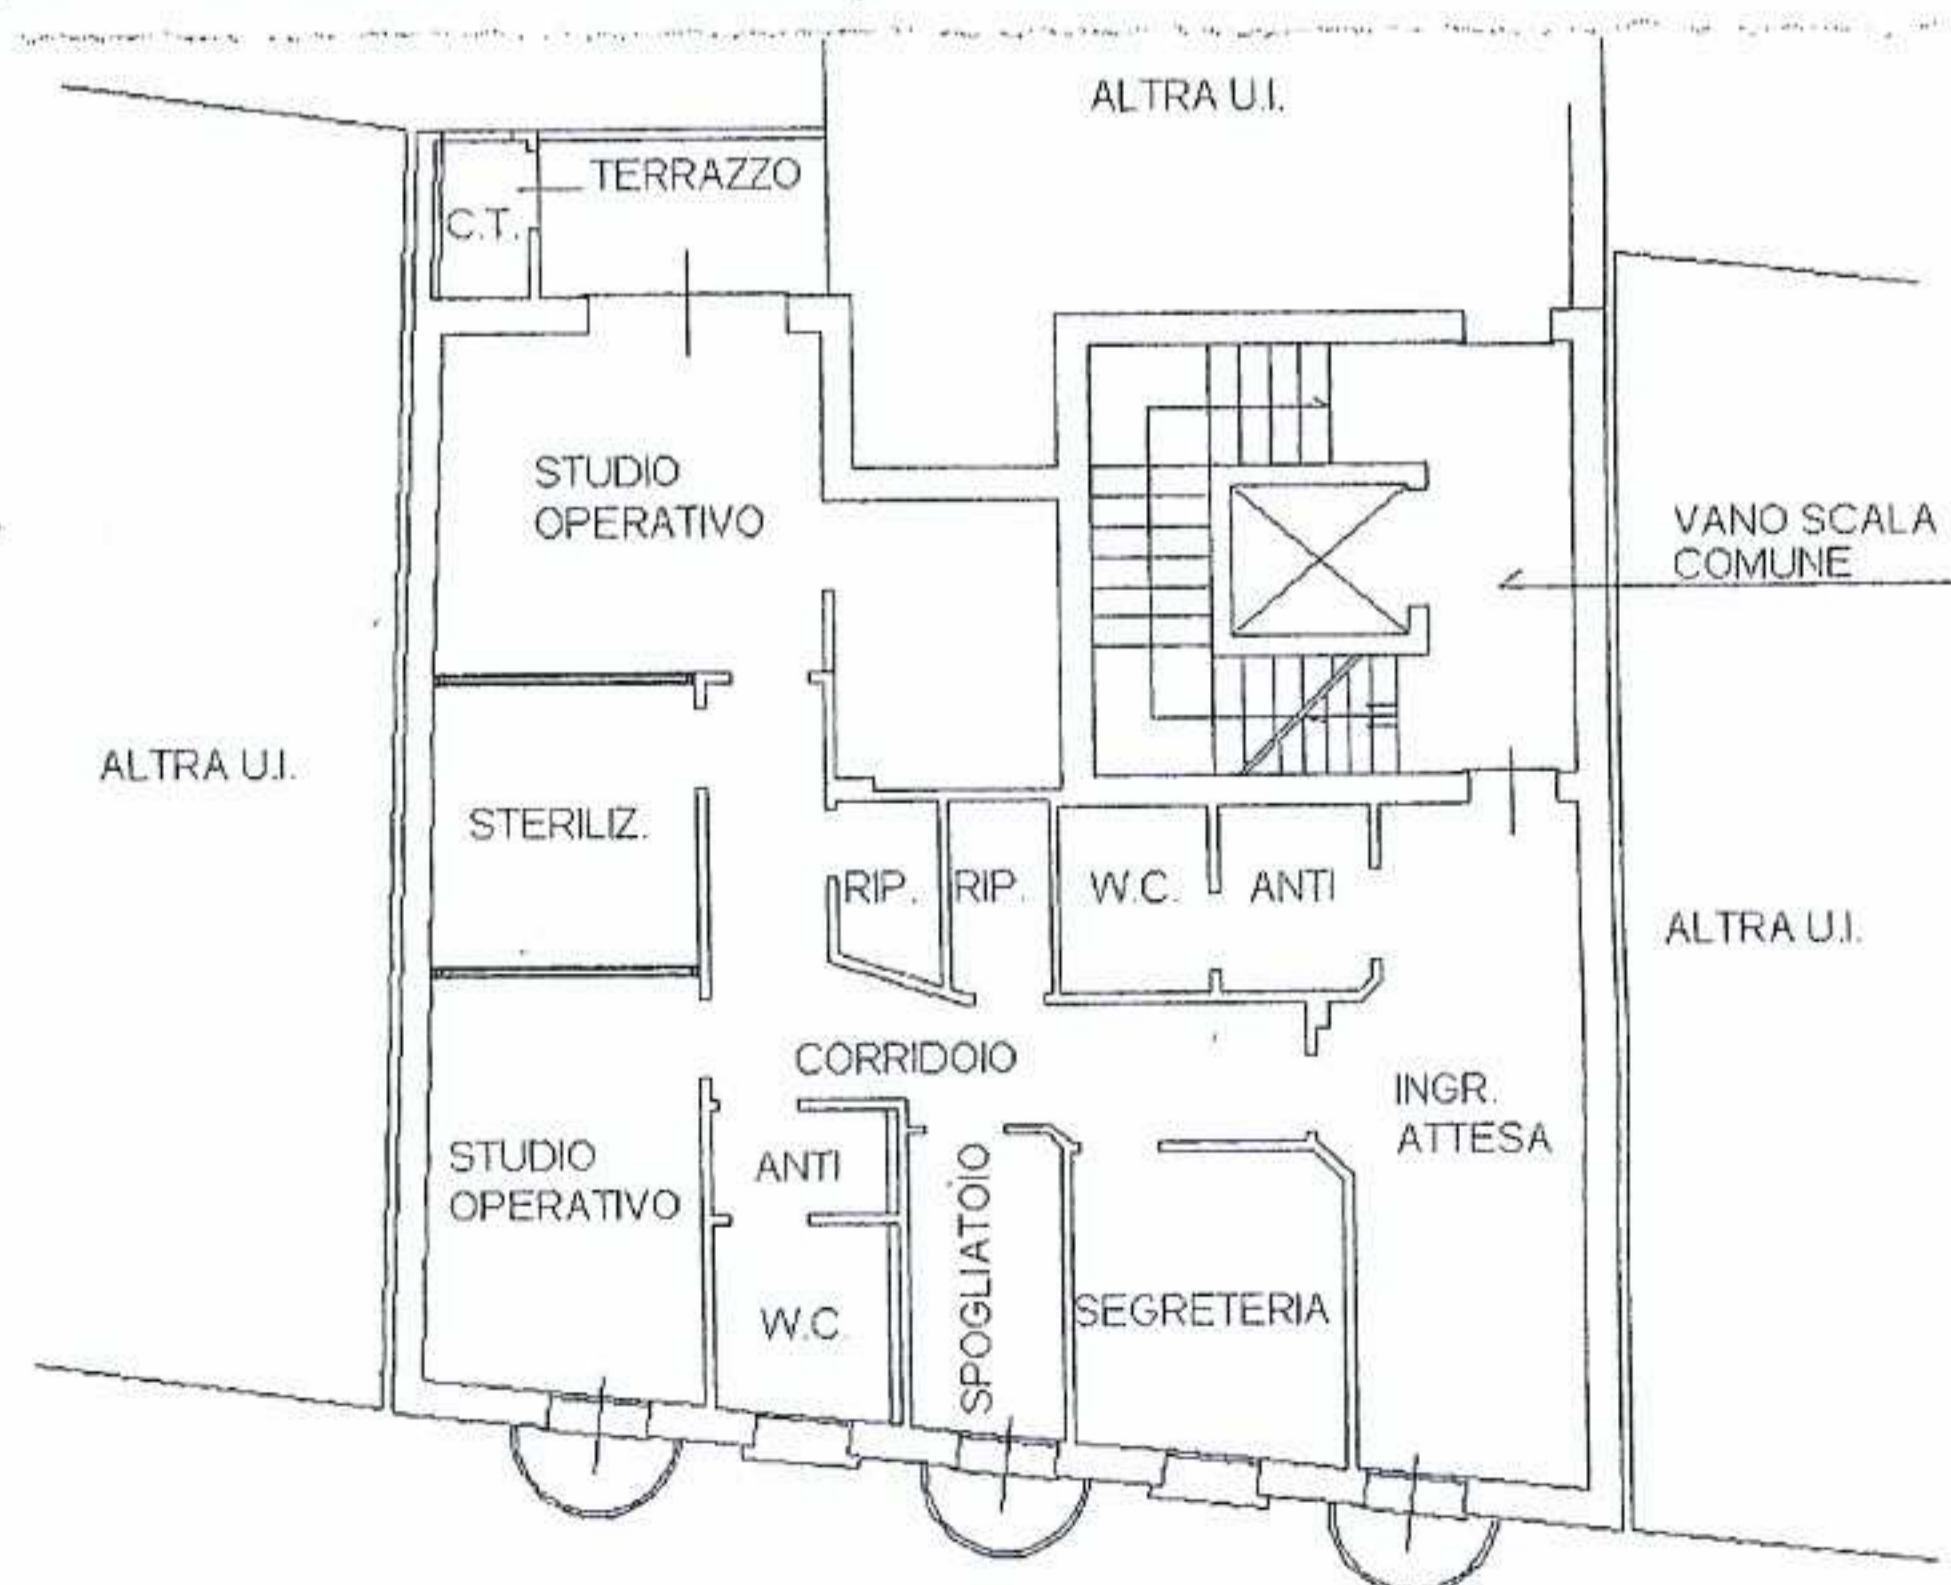 ALTRA U.I.
TERRAZZO
C.T.
STUDIO
OPERATIVO
VANO SCALA
COMUNE
ALTRA U.I.
STERILIZ.
RIP.
RIP.
W.C.
ANTI
ALTRA U.I.
CORRIDOIO
INGR.
ATTESA
STUDIO
OPERATIVO
ANTI
SPOGLIATOIO
SEGRETERIA
W.C.